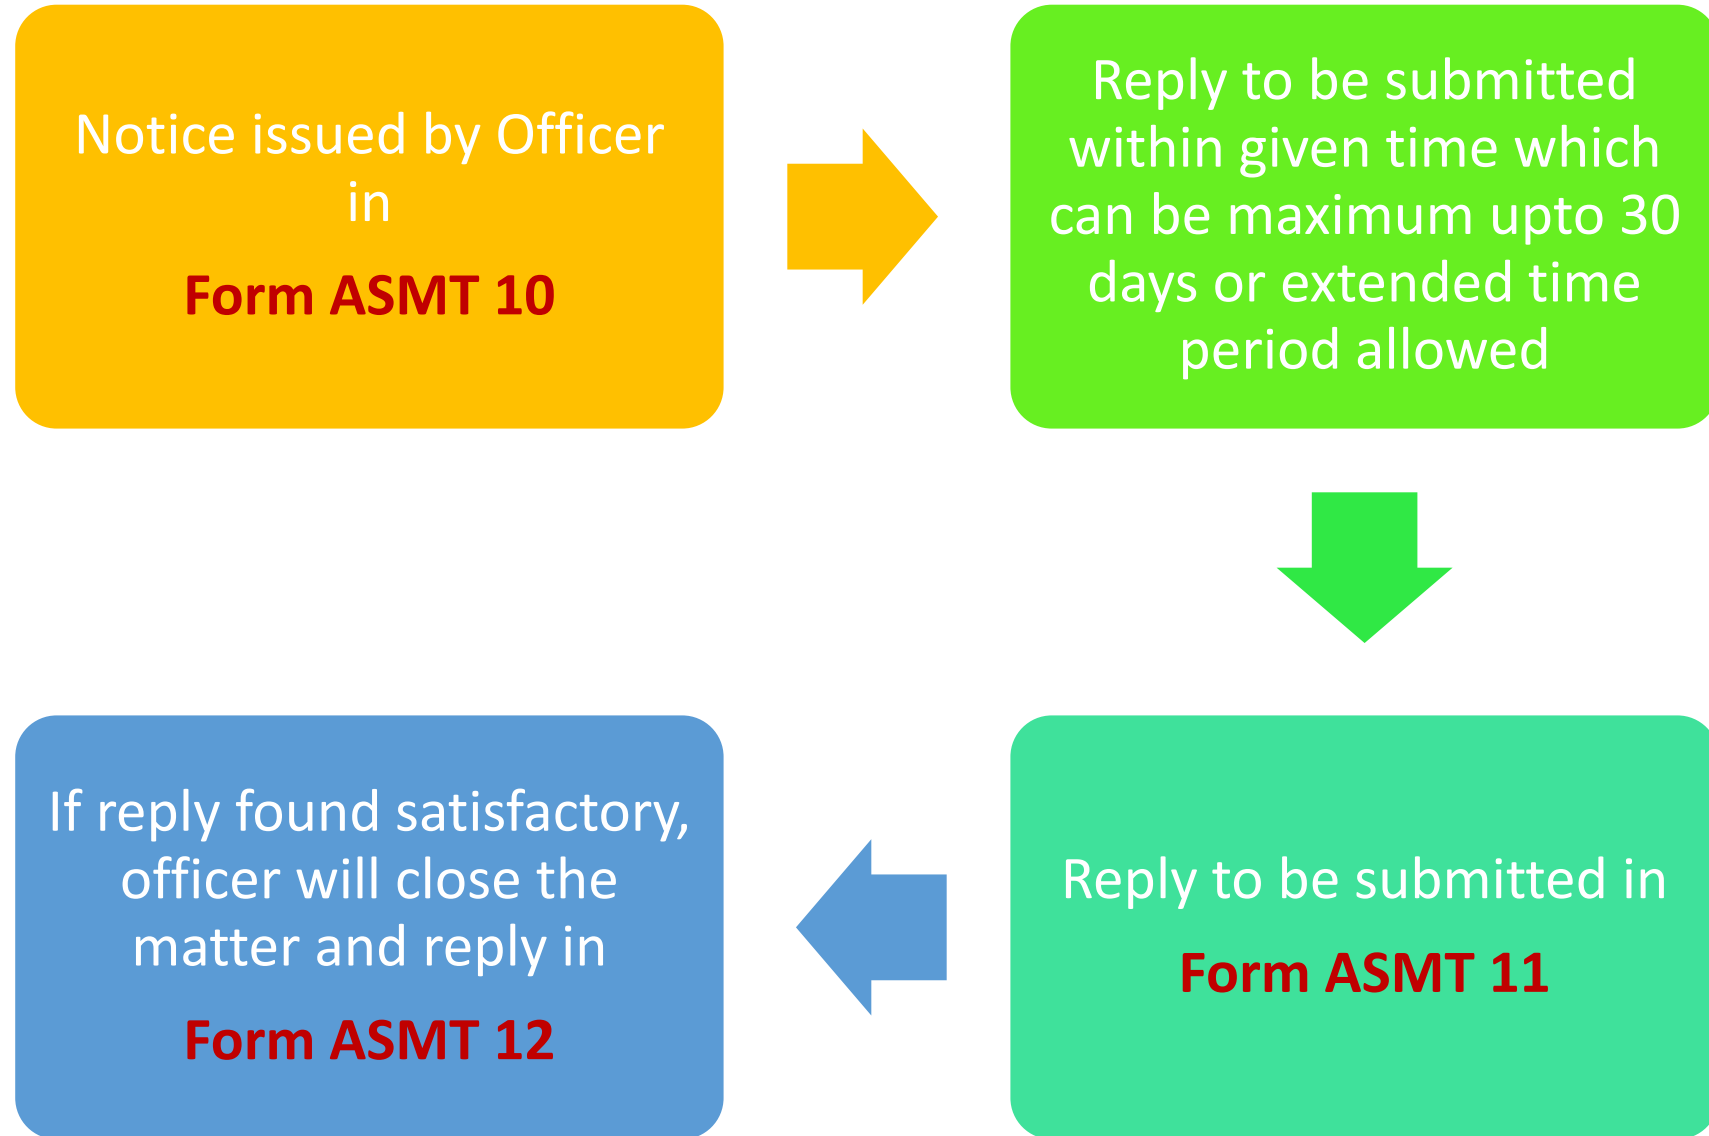 Notice issued by Officer
in
Form ASMT 10
Reply to be submitted
within given time which
can be maximum upto 30
days or extended time
period allowed
Reply to be submitted in
Form ASMT 11
If reply found satisfactory,
officer will close the
matter and reply in
Form ASMT 12